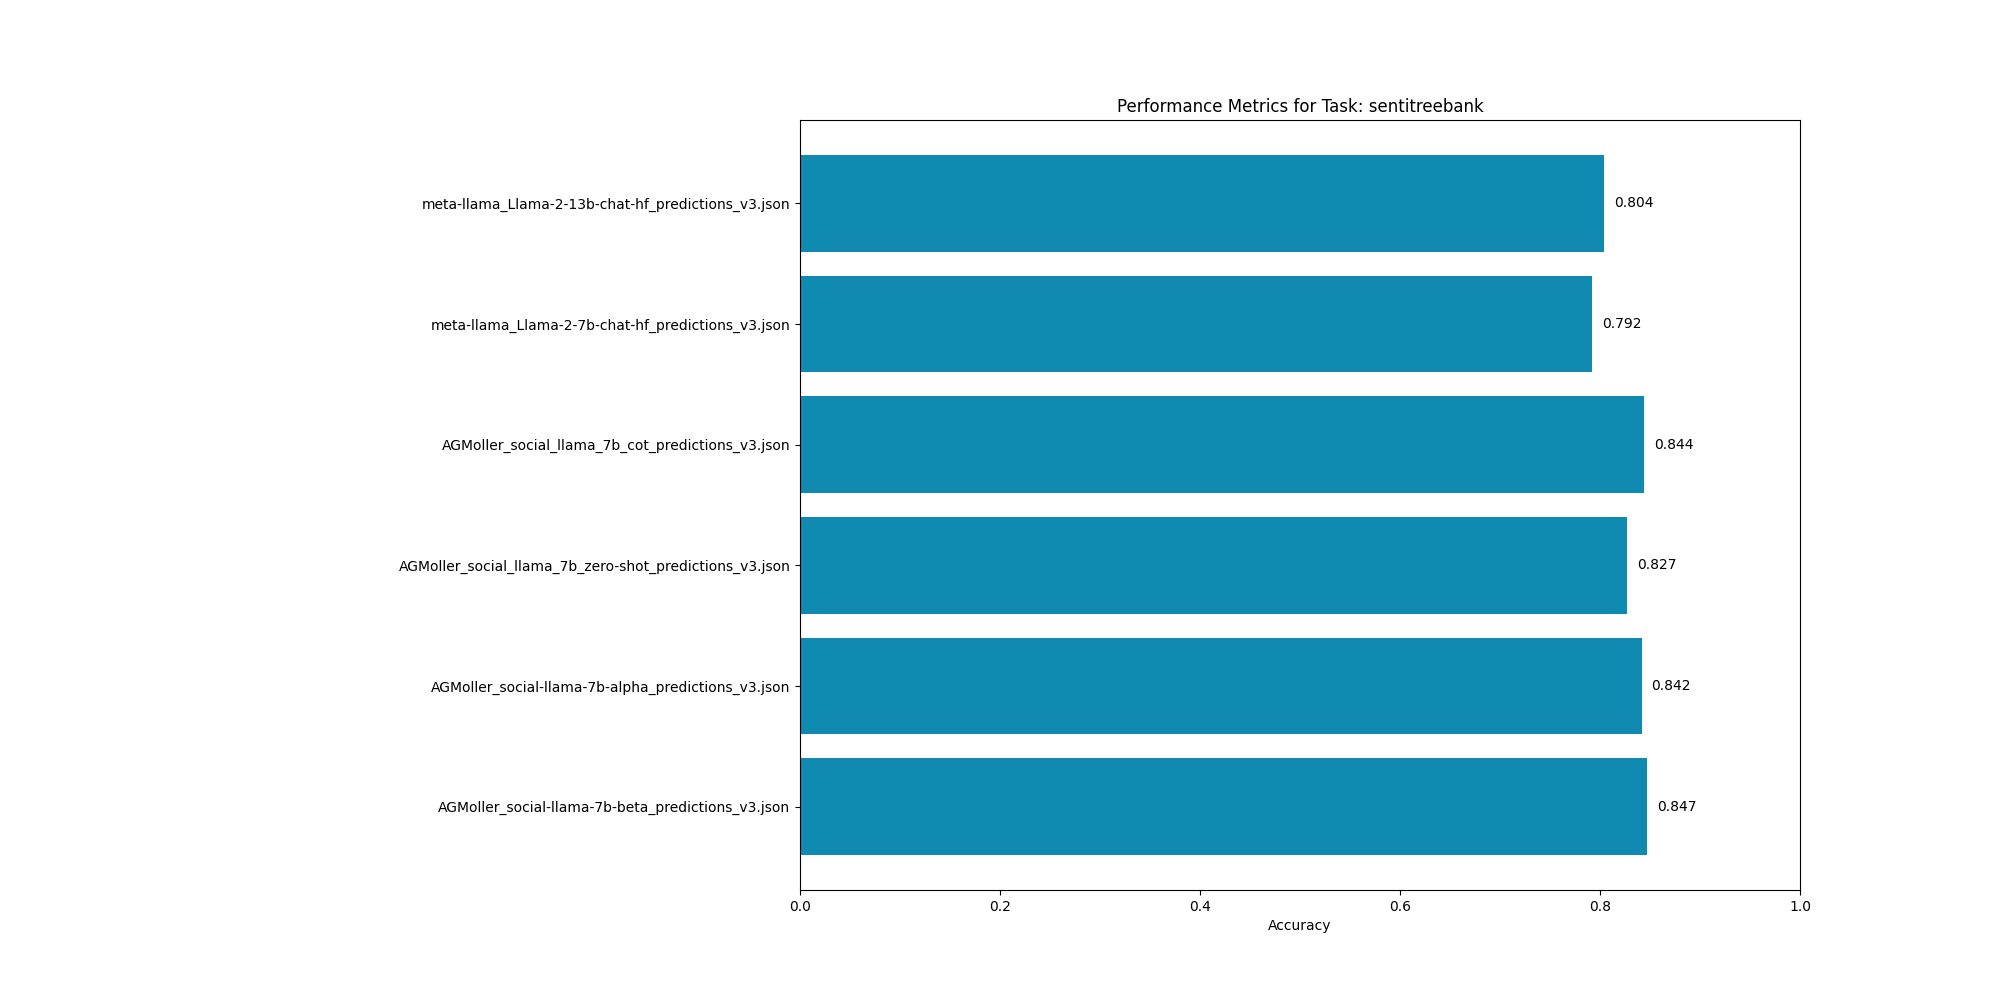 Performance Metrics for Task: sentitreebank
meta-llama_Llama-2-13b-chat-hf_predictions_v3.json
0.804
meta-llama_Llama-2-7b-chat-hf_predictions_v3.json
0.792
AGMoller_social_llama_7b_cot_predictions_v3.json
0.844
AGMoller_social_llama_7b_zero-shot_predictions_v3.json
0.827
AGMoller_social-llama-7b-alpha_predictions_v3.json
0.842
AGMoller_social-llama-7b-beta_predictions_v3.json
0.847
0.0 0.2 0.4 0.6 0.8 1.0
Accuracy